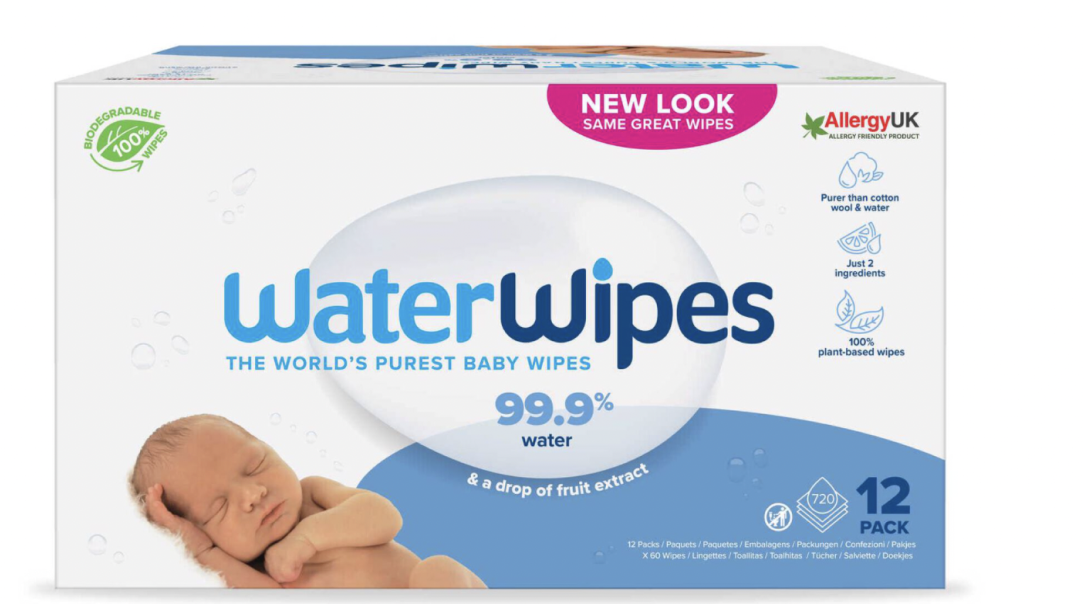 waterwipes
BIODEGRADABLE
100%
WIPES
NEW LOOK
SAME GREAT WIPES
AllergyUK
ALLERGY FRIENDLY PRODUCT
Purer than cotton
wool & water
Just 2
ingredients
100%
plant-based wipes
waterwipes
THE WORLD'S PUREST BABY WIPES
99.9%
water
& a drop of fruit extract
720
12
PACK
12 Packs / Paquets / Paquetes / Embalagens / Packungen / Confezioni / Pakjes
X 60 Wipes / Lingettes / Toallitas / Toalhitas / Tücher / Salviette / Doekjes